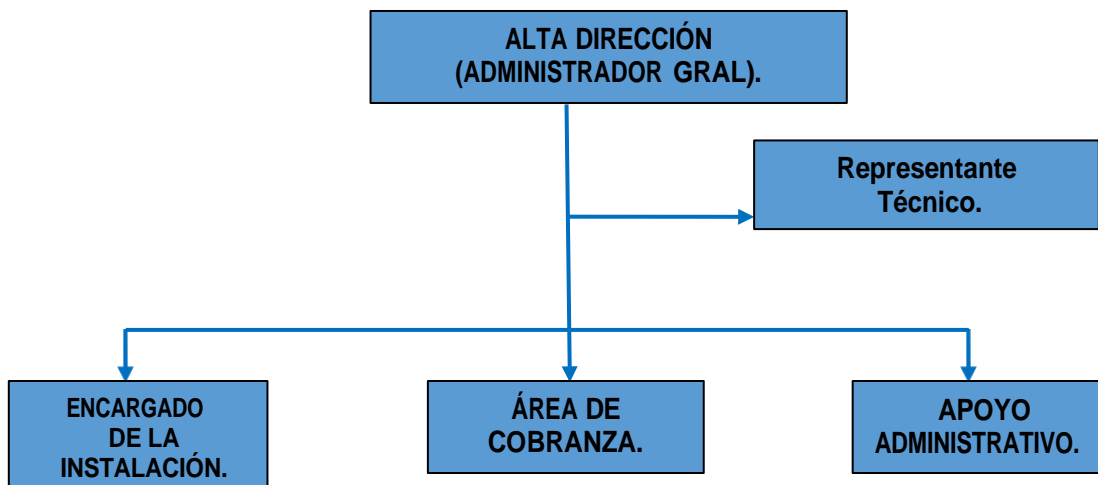 ALTA DIRECCIÓN
(ADMINISTRADOR GRAL).
Representante
Técnico.
ENCARGADO
DE LA
INSTALACIÓN.
ÁREA DE
COBRANZA.
APOYO
ADMINISTRATIVO.